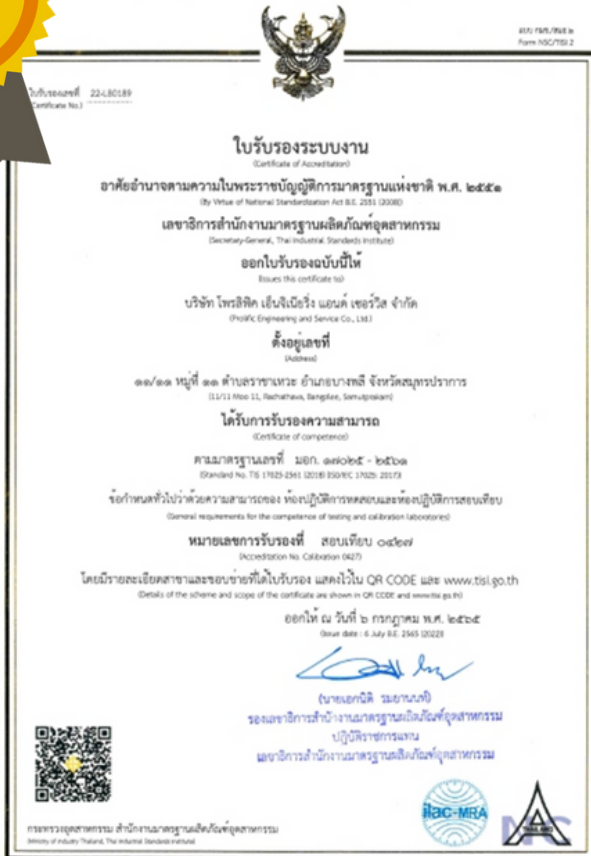 แบบ กมช./สมอ ๒
Form NSC/TISI 2
ใบรับรองเลขที่ 22-LB0189
(Certificate No.)
ใบรับรองระบบงาน
(Certificate of Accreditation)
อาศัยอำนาจตามความในพระราชบัญญัติการมาตรฐานแห่งชาติ พ.ศ. ๒๕๕๑
(By Virtue of National Standardization Act B.E. 2551 (2008))
เลขาธิการสำนักงานมาตรฐานผลิตภัณฑ์อุตสาหกรรม
(Secretary-General, Thai Industrial Standards Institute)
ออกใบรับรองฉบับนี้ให้
(Issues this certificate to)
บริษัท โพรลิฟิค เอ็นจิเนียริ่ง แอนด์ เซอร์วิส จำกัด
(Prolific Engineering and Service Co., Ltd.)
ตั้งอยู่เลขที่
(Address)
๑๑/๑๑ หมู่ที่ ๑๑ ตำบลราชาเทวะ อำเภอบางพลี จังหวัดสมุทรปราการ
(11/11 Moo 11, Rachathewa, Bangplee, Samutprakarn)
ได้รับการรับรองความสามารถ
(Certificate of competence)
ตามมาตรฐานเลขที่ มอก. ๑๗๐๒๕ - ๒๕๖๑
(Standard No. TIS 17025-2561 (2018) (ISO/IEC 17025: 2017))
ข้อกำหนดทั่วไปว่าด้วยความสามารถของ ห้องปฏิบัติการทดสอบและห้องปฏิบัติการสอบเทียบ
(General requirements for the competence of testing and calibration laboratories)
หมายเลขการรับรองที่ สอบเทียบ ๐๔๒๗
(Accreditation No. Calibration 0427)
โดยมีรายละเอียดสาขาและขอบข่ายที่ได้ใบรับรอง แสดงไว้ใน QR CODE และ www.tisi.go.th
(Details of the scheme and scope of the certificate are shown in QR CODE and www.tisi.go.th)
ออกให้ ณ วันที่ ๖ กรกฎาคม พ.ศ. ๒๕๖๕
(Issue date : 6 July B.E. 2565 (2022))
(นายเอกนิติ รมยานนท์)
รองเลขาธิการสำนักงานมาตรฐานผลิตภัณฑ์อุตสาหกรรม
ปฏิบัติราชการแทน
เลขาธิการสำนักงานมาตรฐานผลิตภัณฑ์อุตสาหกรรม
ilac-MRA
THAILAND
กระทรวงอุตสาหกรรม สำนักงานมาตรฐานผลิตภัณฑ์อุตสาหกรรม
(Ministry of Industry Thailand, Thai Industrial Standards Institute)